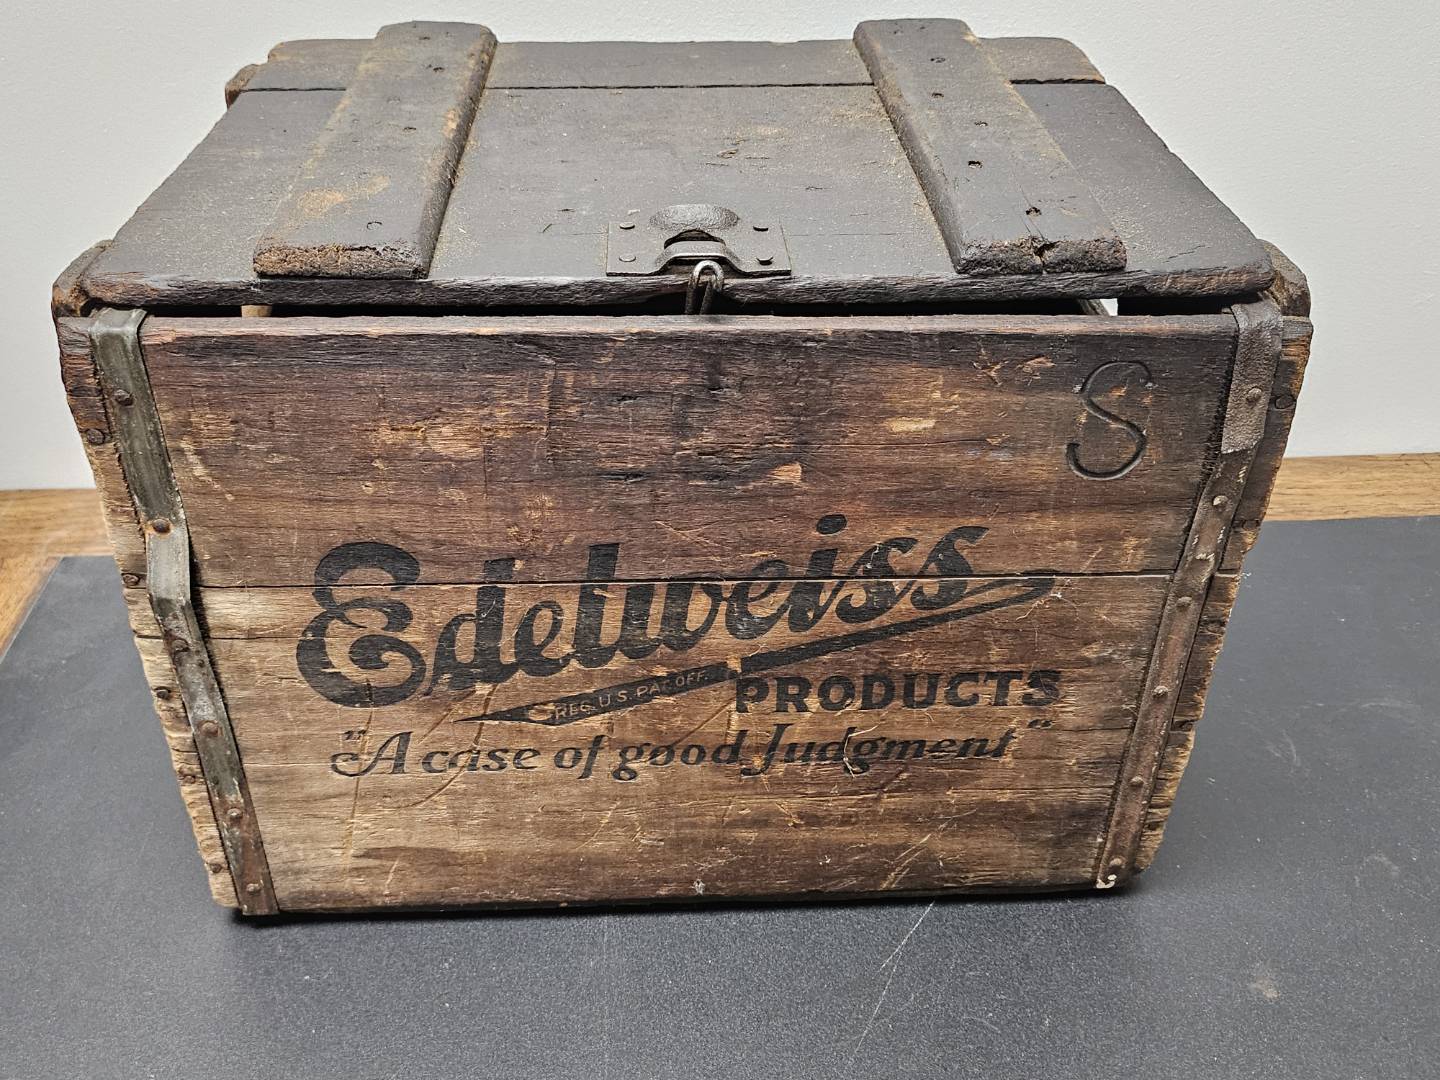 S
Edelweiss
REG. U.S. PAT. OFF.
PRODUCTS
"A case of good Judgment"